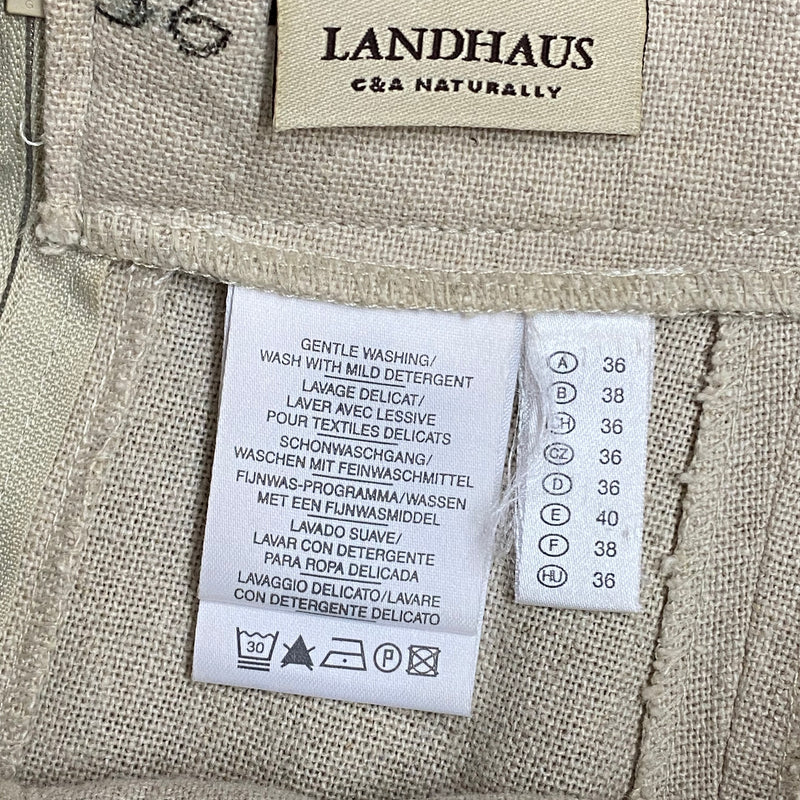 36
LANDHAUS
C&A NATURALLY
GENTLE WASHING/
WASH WITH MILD DETERGENT
LAVAGE DELICAT/
LAVER AVEC LESSIVE
POUR TEXTILES DELICATS
SCHONWASCHGANG/
WASCHEN MIT FEINWASCHMITTEL
FIJNWAS-PROGRAMMA/WASSEN
MET EEN FIJNWASMIDDEL
LAVADO SUAVE/
LAVAR CON DETERGENTE
PARA ROPA DELICADA
LAVAGGIO DELICATO/LAVARE
CON DETERGENTE DELICATO
30 P
A 36
B 38
CH 36
CZ 36
D 36
E 40
F 38
HU 36